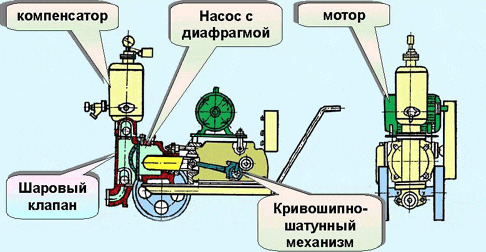 компенсатор
Насос с
диафрагмой
мотор
Шаровый
клапан
Кривошипно-
шатунный
механизм